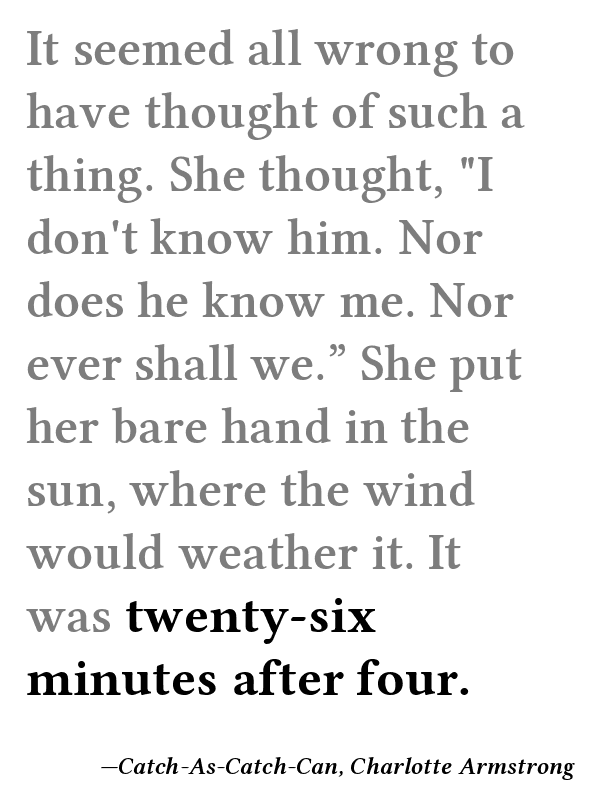 It seemed all wrong to
have thought of such a
thing. She thought, "I
don't know him. Nor
does he know me. Nor
ever shall we.” She put
her bare hand in the
sun, where the wind
would weather it. It
was twenty-six
minutes after four.
—Catch-As-Catch-Can, Charlotte Armstrong